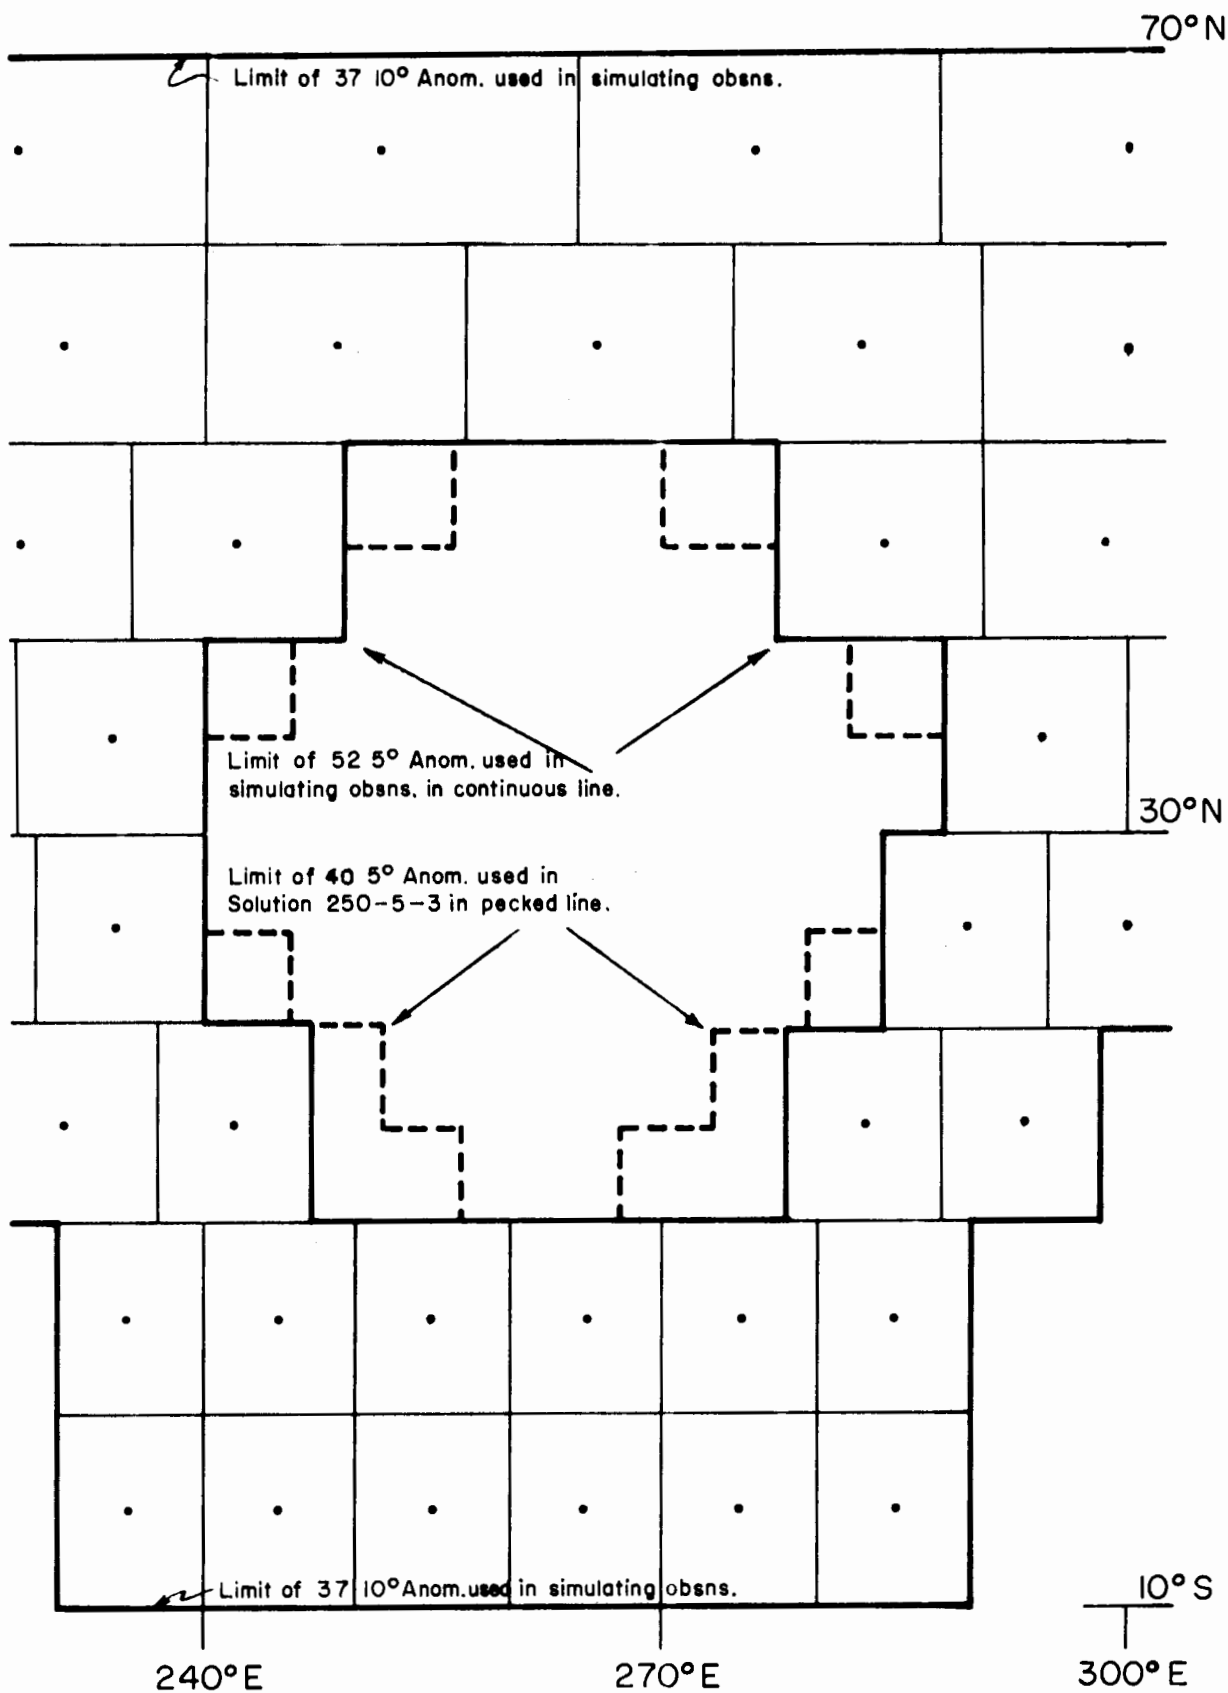 70°N
Limit of 37 10° Anom. used in simulating obsns.
Limit of 52 5° Anom. used in
simulating obsns. in continuous line.
30°N
Limit of 40 5° Anom. used in
Solution 250-5-3 in pecked line.
Limit of 37 10° Anom. used in simulating obsns.
10°S
240°E
270°E
300°E